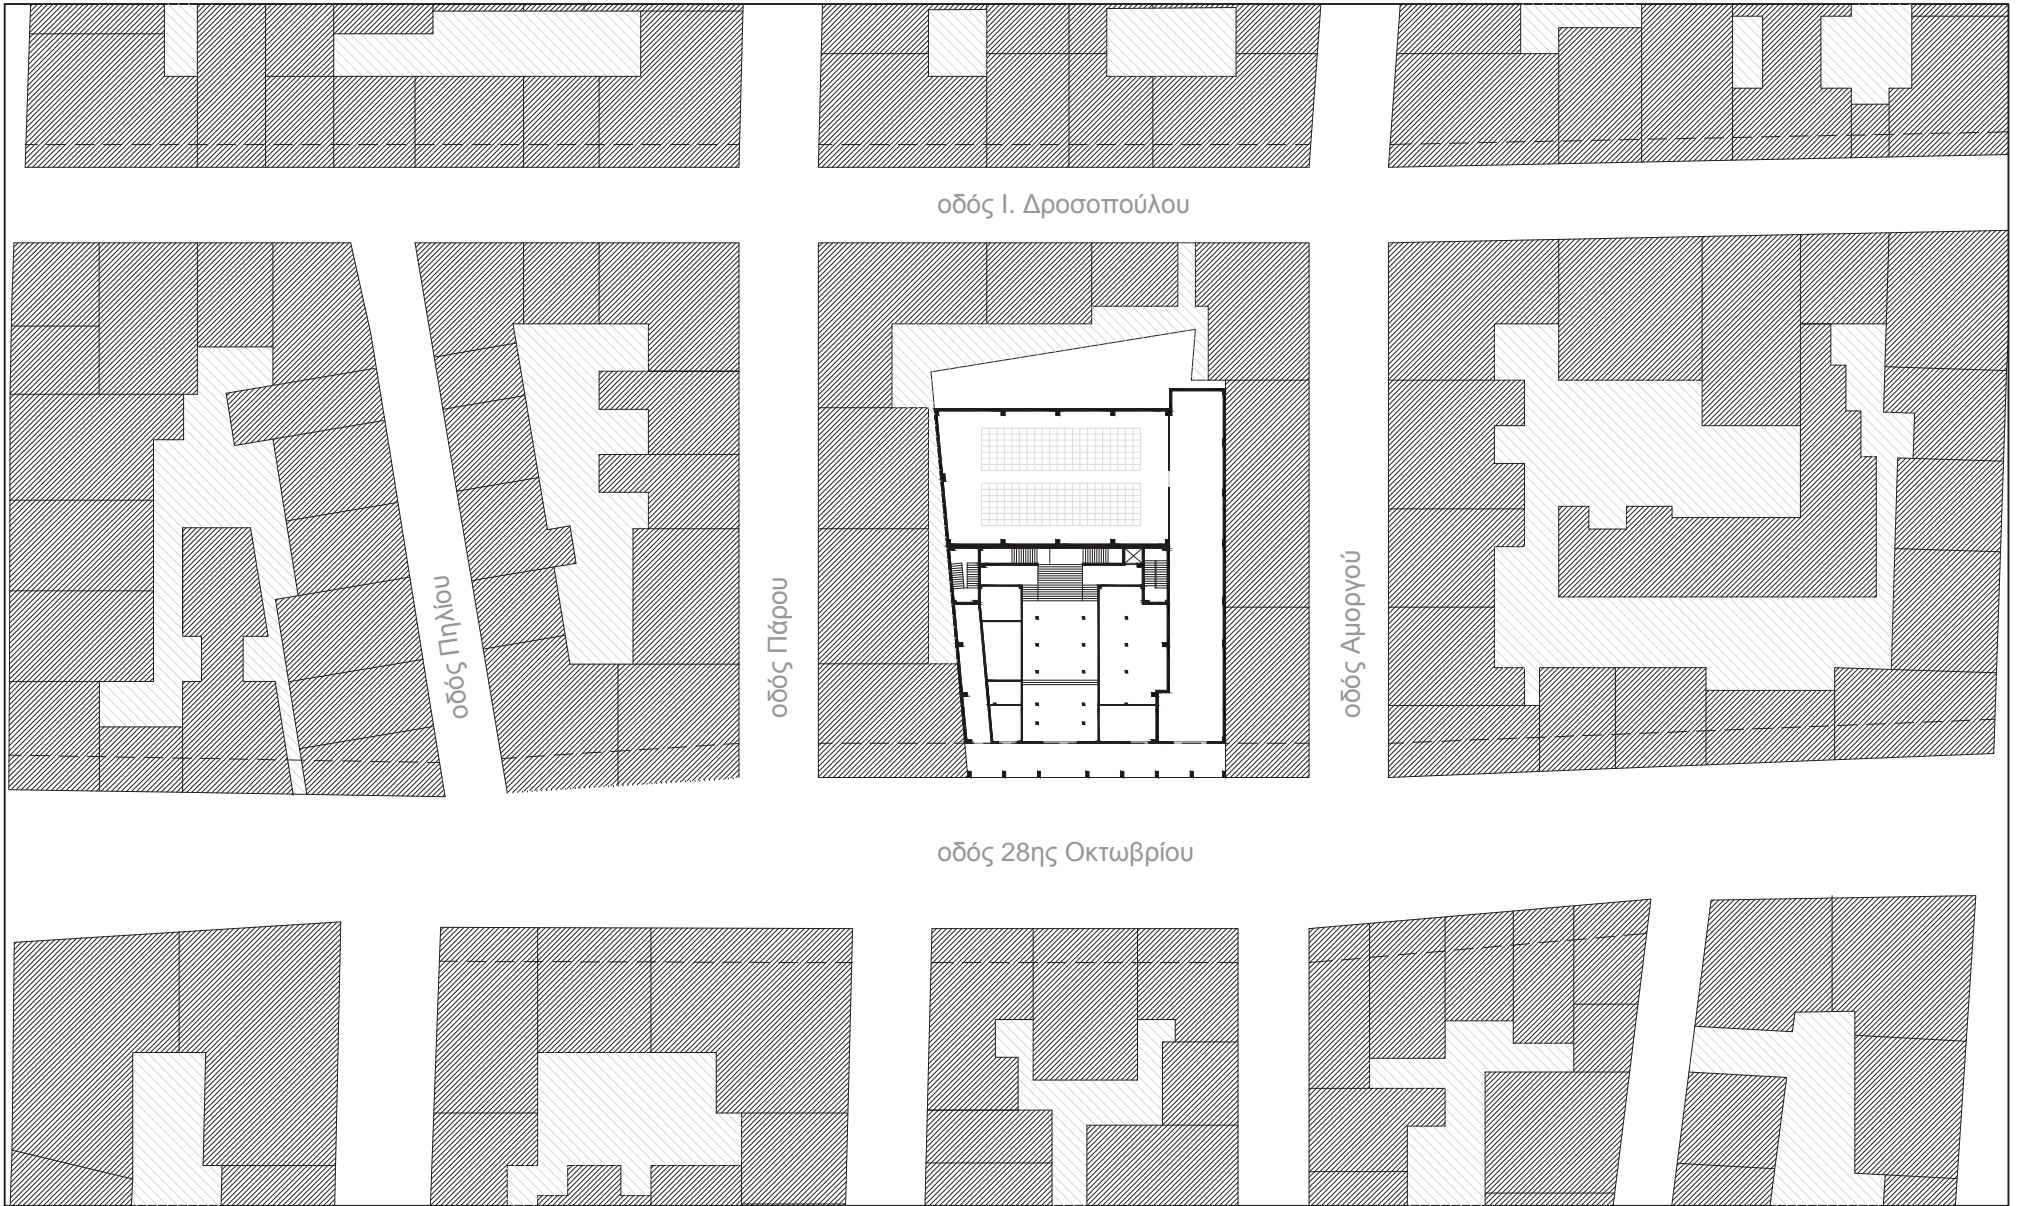 οδός Ι. Δροσοπούλου
οδός Πηλίου
οδός Πάρου
οδός Αμοργού
οδός 28ης Οκτωβρίου